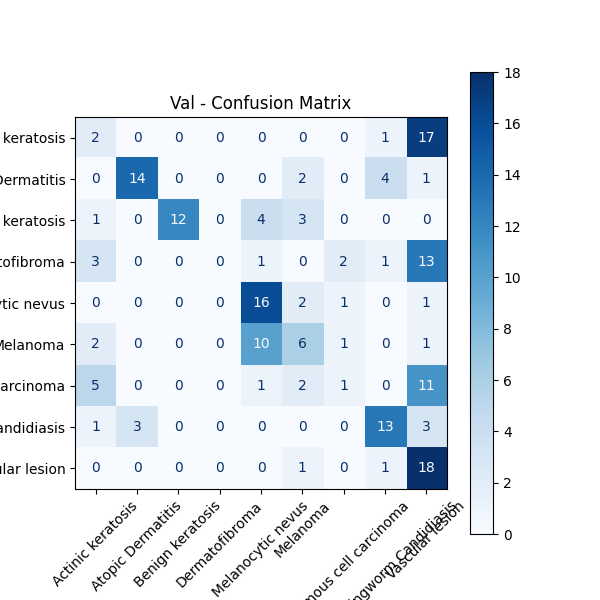 Val - Confusion Matrix
keratosis 2 0 0 0 0 0 0 1 17
Dermatitis 0 14 0 0 0 2 0 4 1
keratosis 1 0 12 0 4 3 0 0 0
tofibroma 3 0 0 0 1 0 2 1 13
ytic nevus 0 0 0 0 16 2 1 0 1
Melanoma 2 0 0 0 10 6 1 0 1
arcinoma 5 0 0 0 1 2 1 0 11
andidiasis 1 3 0 0 0 0 0 13 3
ular lesion 0 0 0 0 0 1 0 1 18
Actinic keratosis
Atopic Dermatitis
Benign keratosis
Dermatofibroma
Melanocytic nevus
Melanoma
mous cell carcinoma
ingworm Candidiasis
Vascular lesion
18
16
14
12
10
8
6
4
2
0